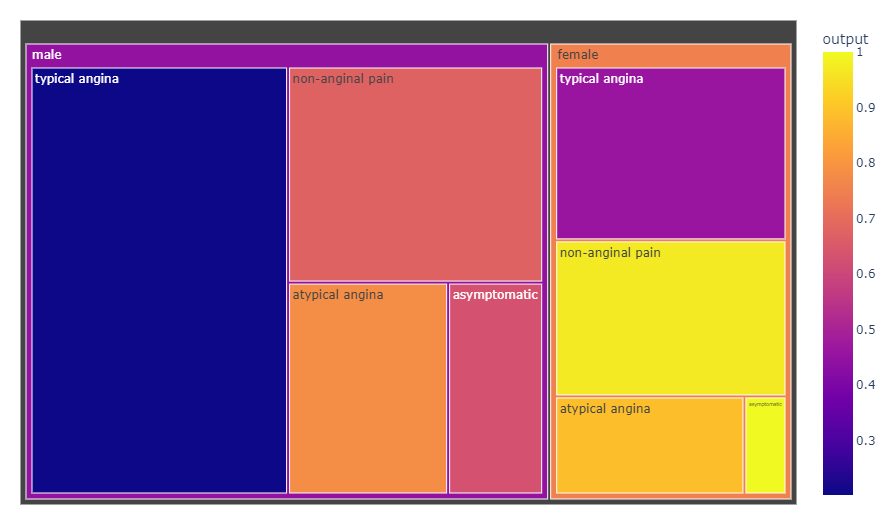 output
male
female
typical angina
non-anginal pain
typical angina
non-anginal pain
atypical angina
asymptomatic
atypical angina
asymptomatic
1
0.9
0.8
0.7
0.6
0.5
0.4
0.3